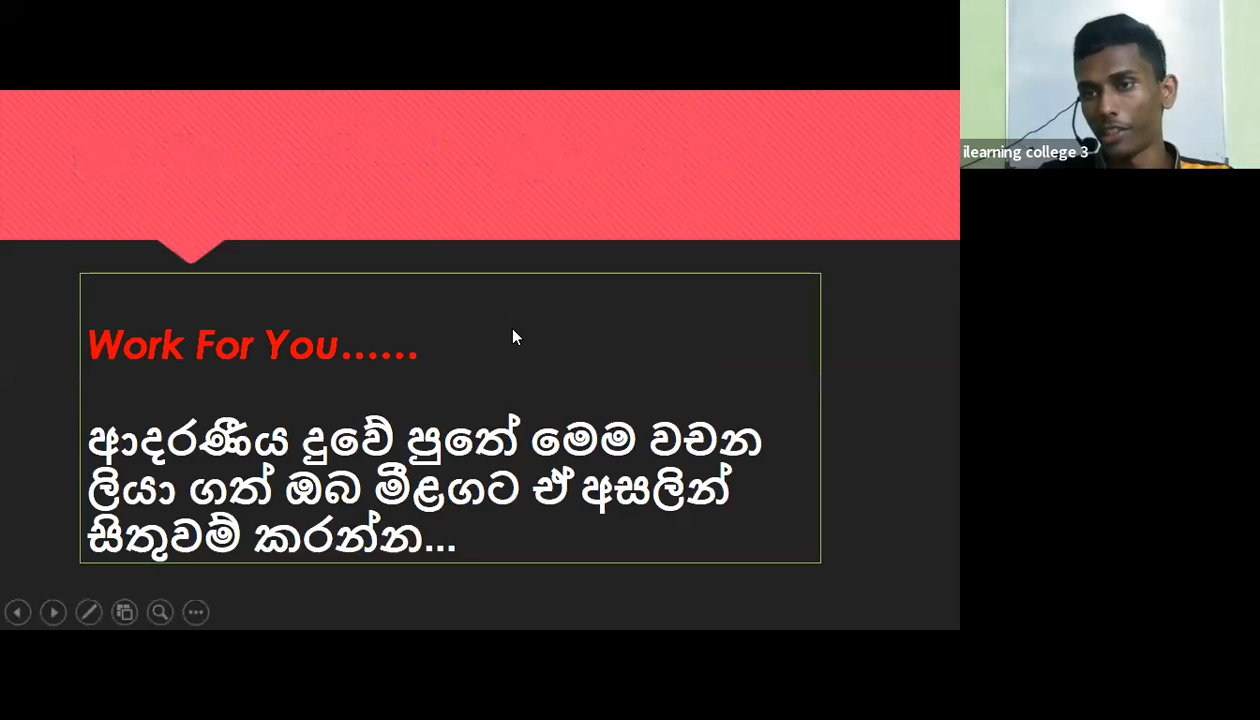 ilearning college 3
Work For You......
ආදරණීය දුවේ පුතේ මෙම වචන
ලියා ගත් ඔබ මීළගට ඒ අසලින්
සිතුවම් කරන්න...